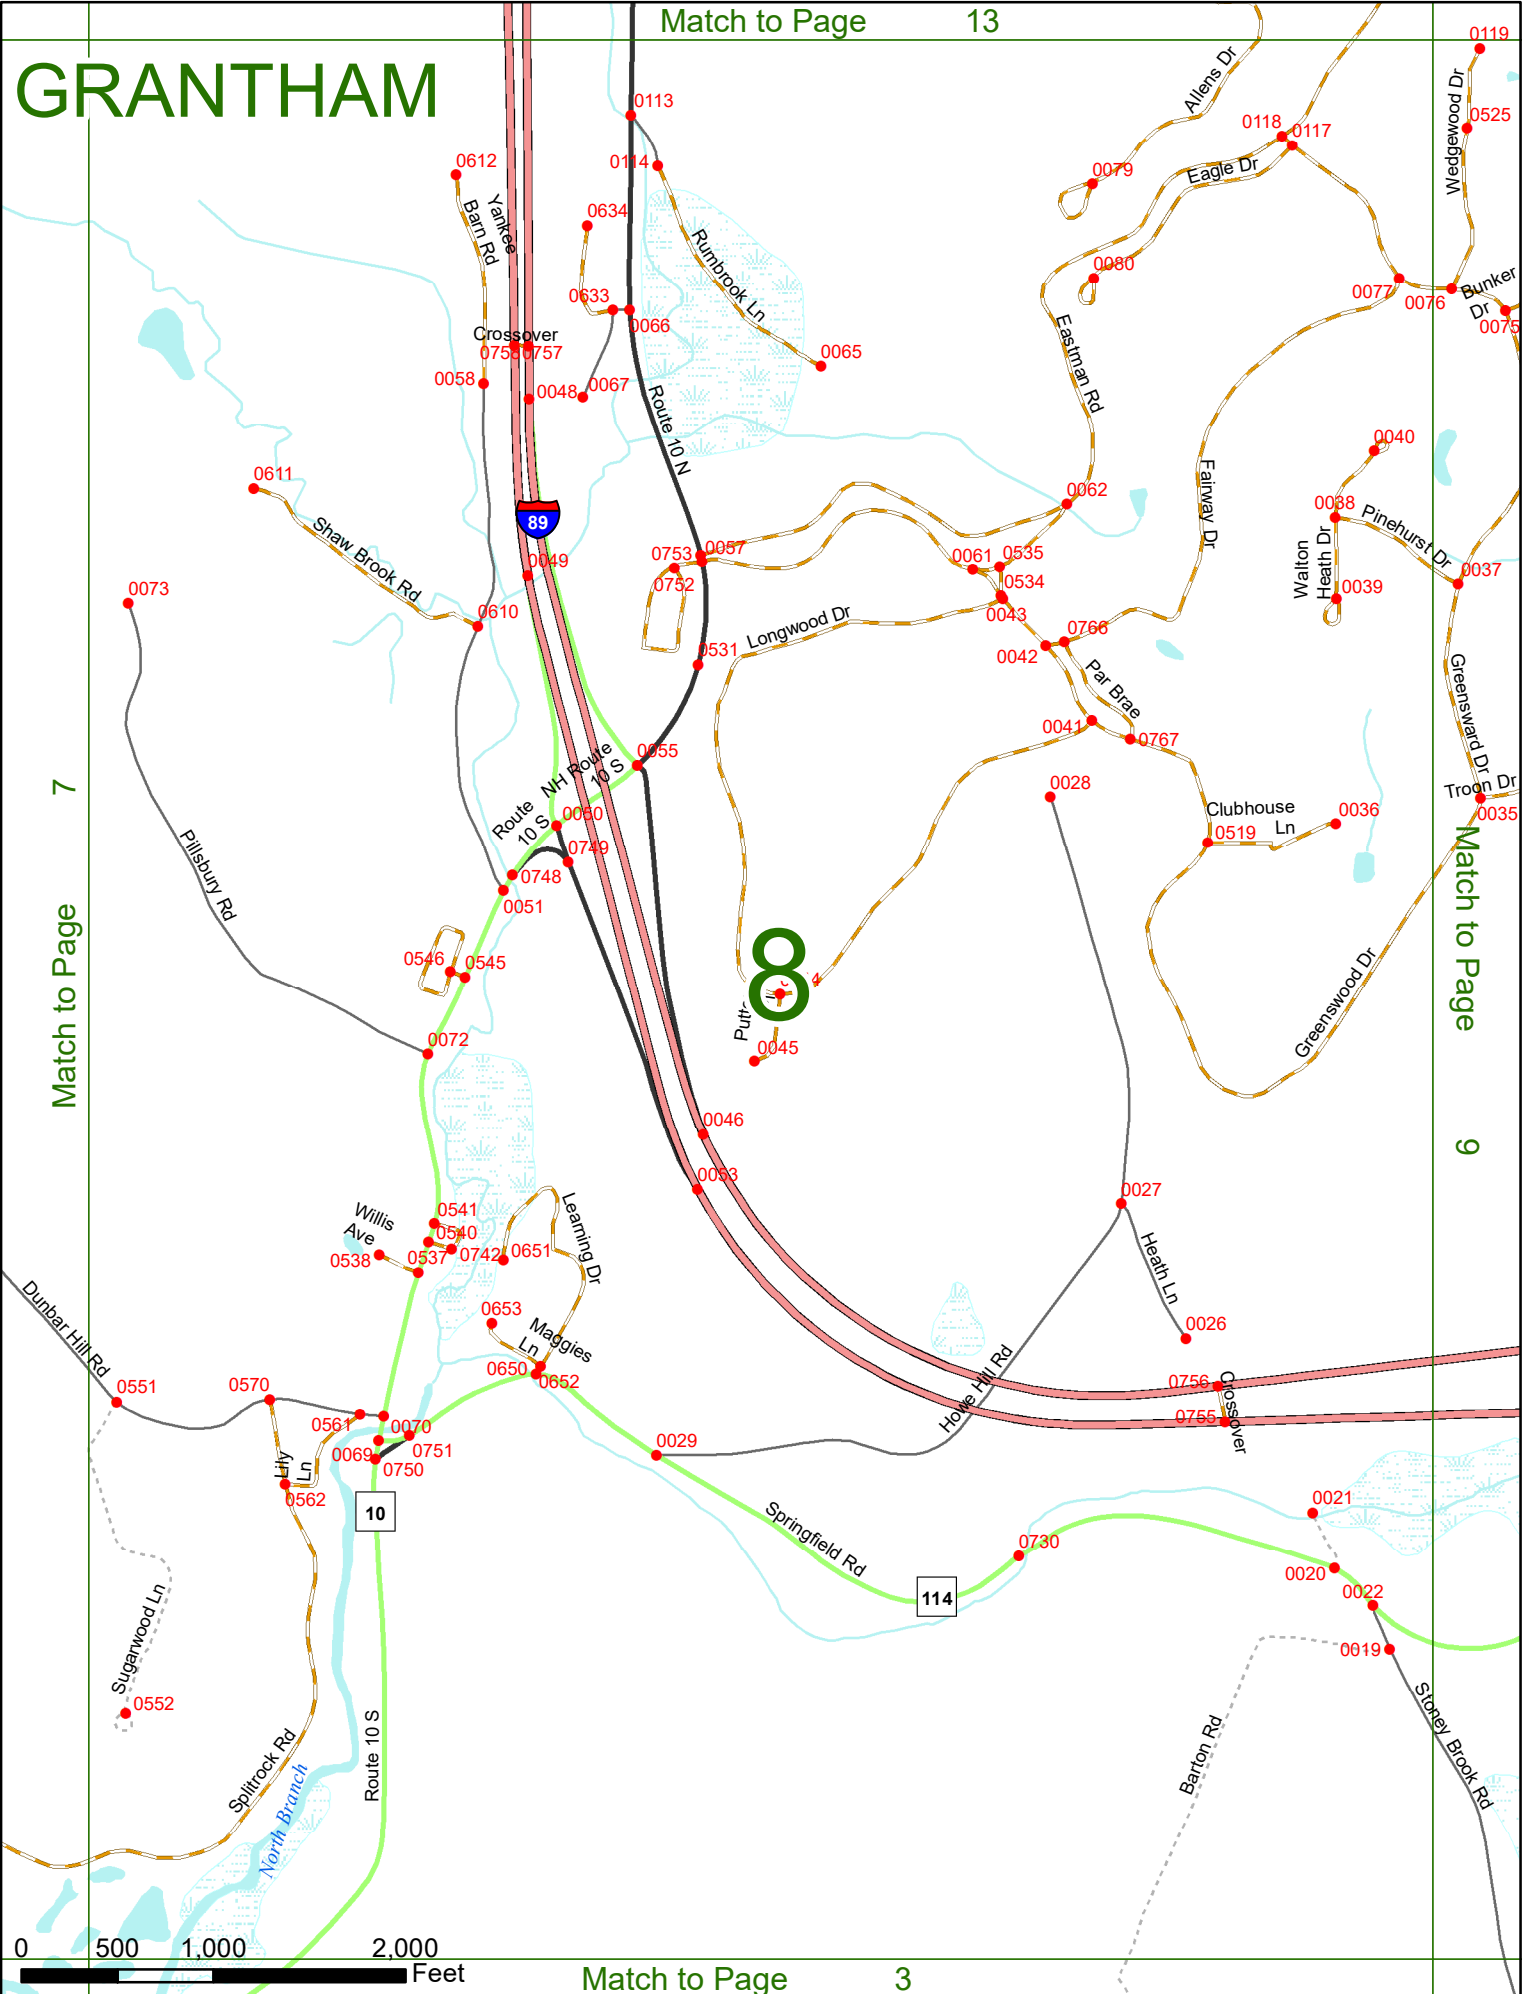 Match to Page 13
GRANTHAM
0119
Allens Dr
Wedgewood Dr
0113
0118
0117
0525
0114
0612
Eagle Dr
0079
Yankee
Barn Rd
0634
Rumbrook Ln
0080
0077
0076
Bunker
Dr
0075
0633
0066
Crossover
0758
0757
0065
Eastman Rd
0058
0048
0067
Route 10 N
0040
0611
0062
Fairway Dr
0038
Pinehurst Dr
89
Shaw Brook Rd
0057
0753
0752
0049
0061
0535
0534
0043
Walton
Heath Dr
0037
0039
0073
0610
Longwood Dr
0766
0042
0531
Par Brae
Greensward Dr
0041
0767
NH Route
10 S
0055
0028
Troon Dr
0035
7
Match to Page
Route
10 S
0050
Clubhouse
Ln
0036
0519
0749
0748
0051
Pillsbury Rd
Match to Page
9
0546
0545
8
Greenswood Dr
0072
0045
0046
0053
0027
0541
Willis
Ave
0540
0742
0538
0537
0651
Learning Dr
Heath Ln
Dunbar Hill Rd
0653
Maggies
Ln
0026
0650
0652
Howe Hill Rd
0756
Crossover
0755
0551
0570
0561
0070
0751
0069
0750
0029
Lily
Ln
0562
10
Springfield Rd
0021
0730
0020
114
0022
Sugarwood Ln
0019
0552
Route 10 S
Barton Rd
Stoney Brook Rd
Splitrock Rd
North Branch
0 500 1,000 2,000
Feet
Match to Page 3